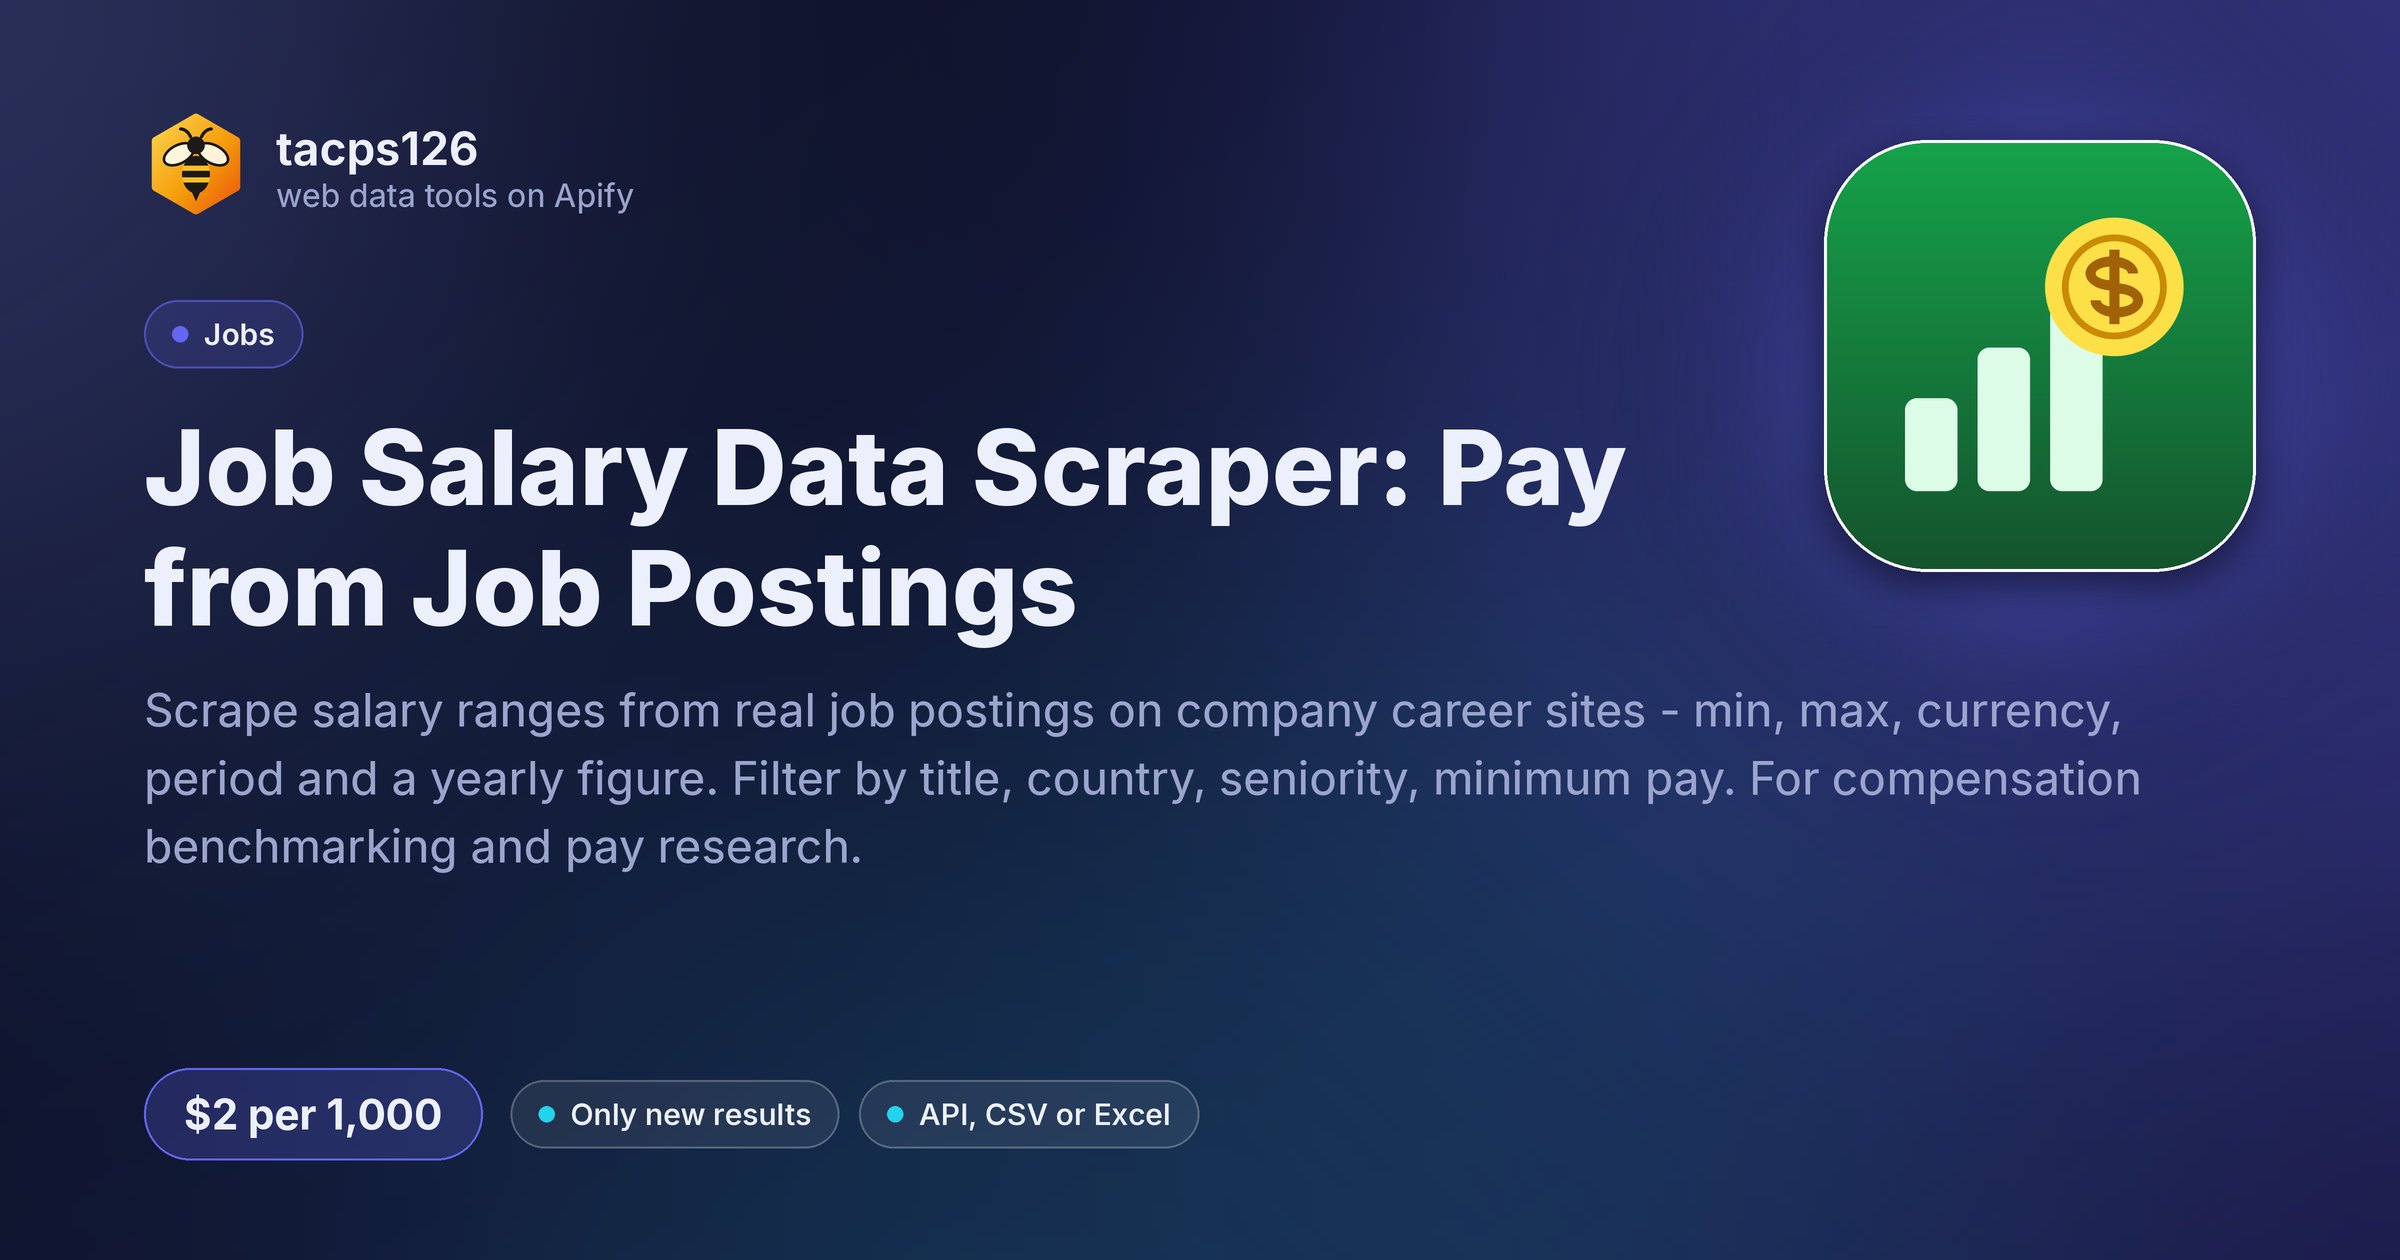 tacps126
web data tools on Apify
Jobs
Job Salary Data Scraper: Pay
from Job Postings
Scrape salary ranges from real job postings on company career sites - min, max, currency,
period and a yearly figure. Filter by title, country, seniority, minimum pay. For compensation
benchmarking and pay research.
$2 per 1,000
Only new results
API, CSV or Excel
$